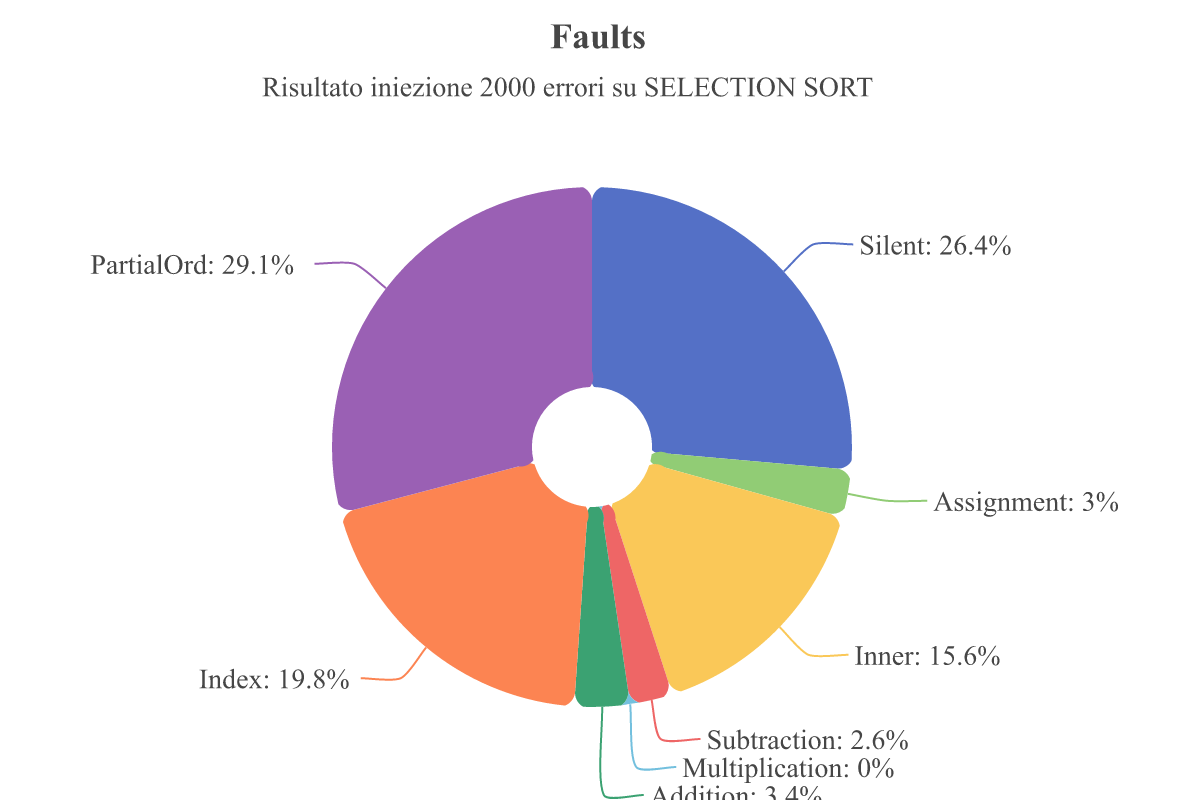 Faults
Risultato iniezione 2000 errori su SELECTION SORT
PartialOrd: 29.1%
Silent: 26.4%
Assignment: 3%
Inner: 15.6%
Index: 19.8%
Subtraction: 2.6%
Multiplication: 0%
Addition: 3.4%